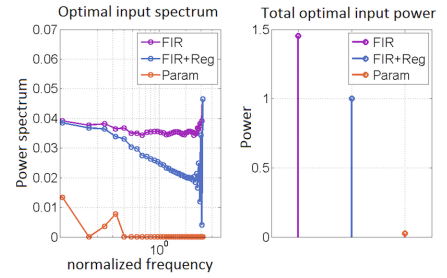 Optimal input spectrum
0.07
0.06
0.05
0.04
0.03
0.02
0.01
0
Power spectrum
FIR
FIR+Reg
Param
10^0
normalized frequency
Total optimal input power
1.5
1
0.5
0
Power
FIR
FIR+Reg
Param